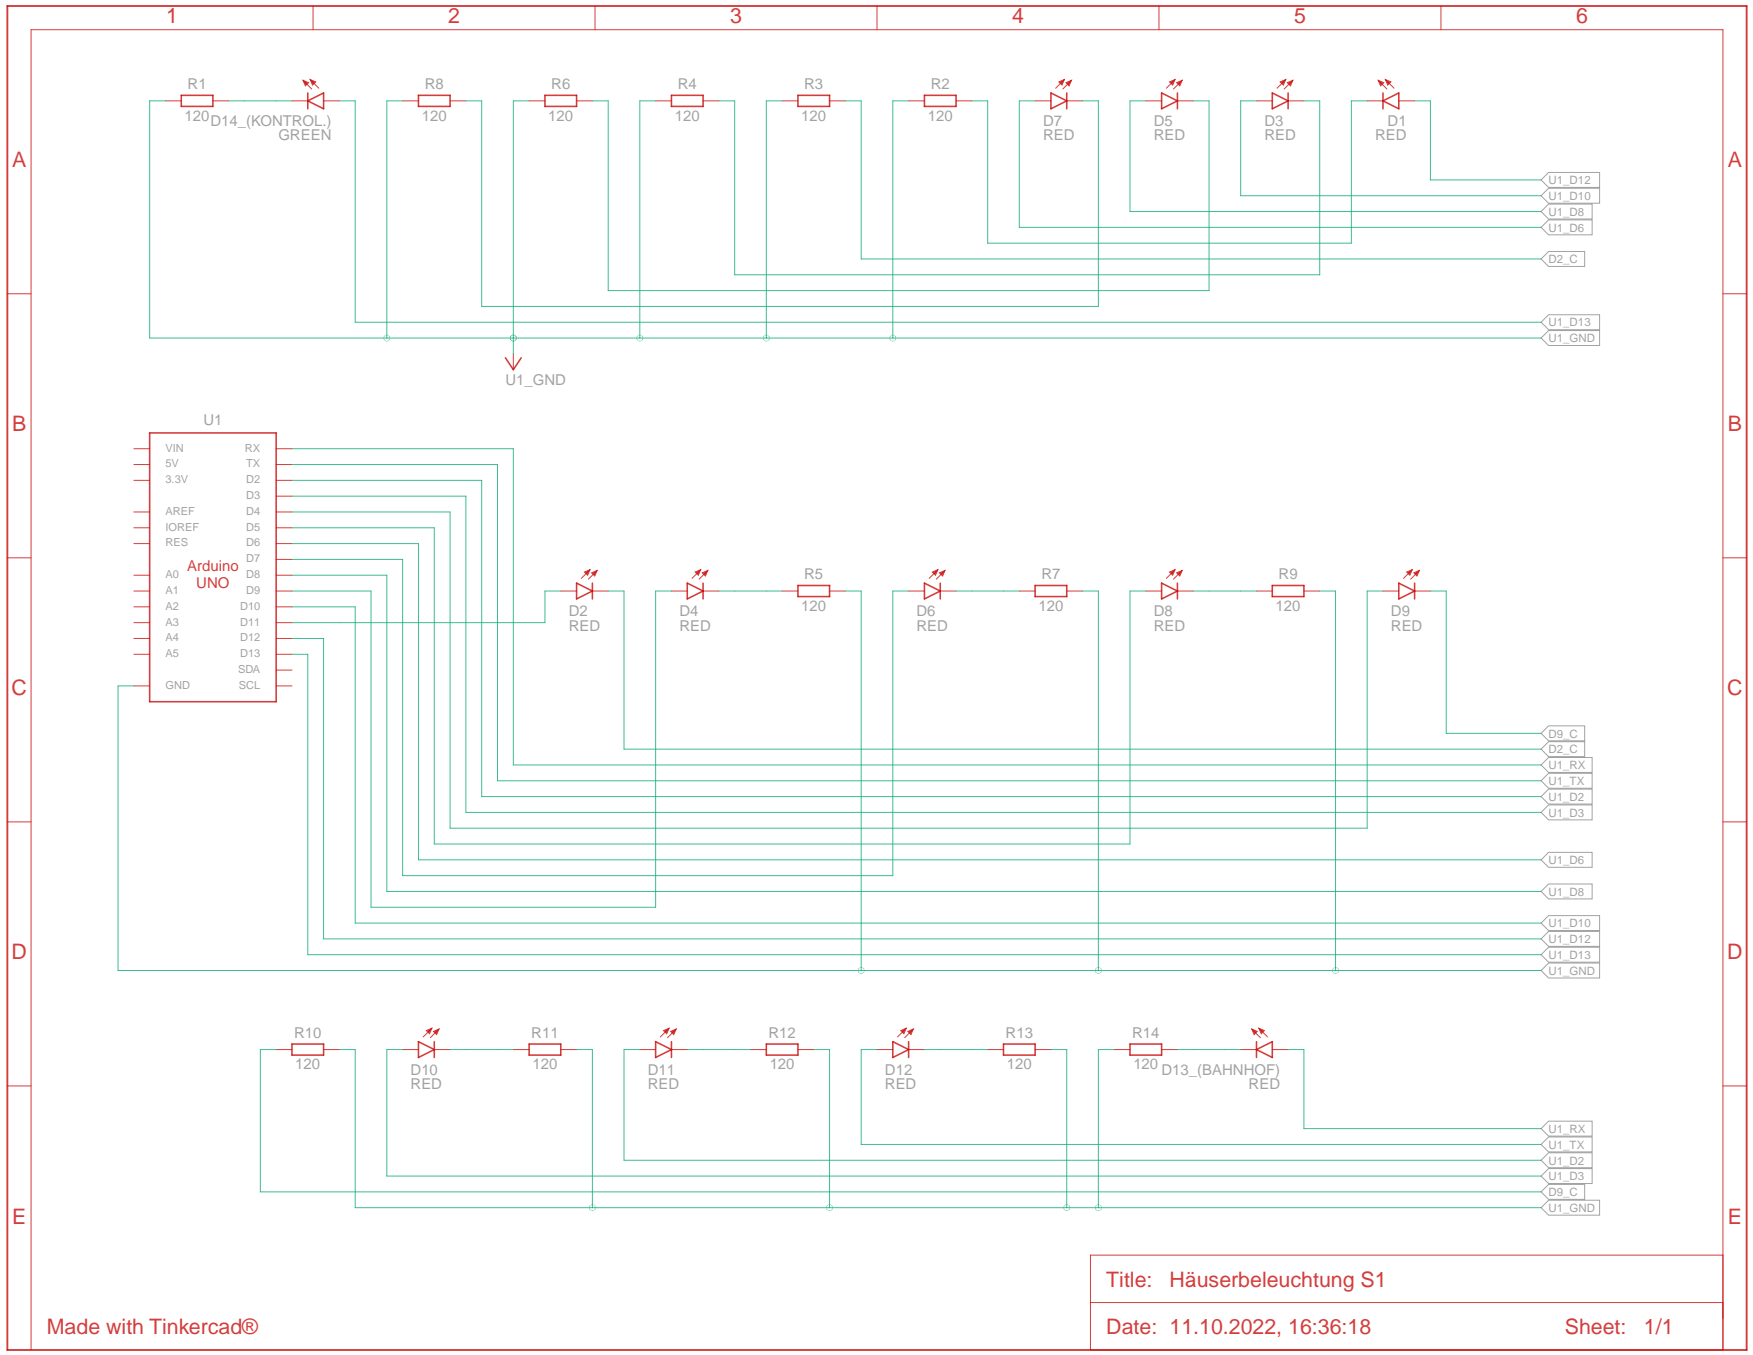 1 2 3 4 5 6
R1 R8 R6 R4 R3 R2
120 D14_(KONTROL.) 120 120 120 120 120 D7 D5 D3 D1
GREEN RED RED RED RED
A A
U1_D12
U1_D10
U1_D8
U1_D6
D2_C
U1_D13
U1_GND
U1_GND
B B
U1
VIN RX
5V TX
3.3V D2
D3
AREF D4
IOREF D5
RES D6
D7
Arduino
UNO
A0 D8
A1 D9
A2 D10
A3 D11
A4 D12
A5 D13
SDA
GND SCL
R5 R7 R9
D2 D4 120 D6 120 D8 120 D9
RED RED RED RED RED
C C
D9_C
D2_C
U1_RX
U1_TX
U1_D2
U1_D3
U1_D6
U1_D8
U1_D10
U1_D12
U1_D13
U1_GND
D D
R10 R11 R12 R13 R14
120 D10 120 D11 120 D12 120 120 D13_(BAHNHOF)
RED RED RED RED
U1_RX
U1_TX
U1_D2
U1_D3
D9_C
U1_GND
E E
Title: Häuserbeleuchtung S1
Made with Tinkercad®
Date: 11.10.2022, 16:36:18 Sheet: 1/1